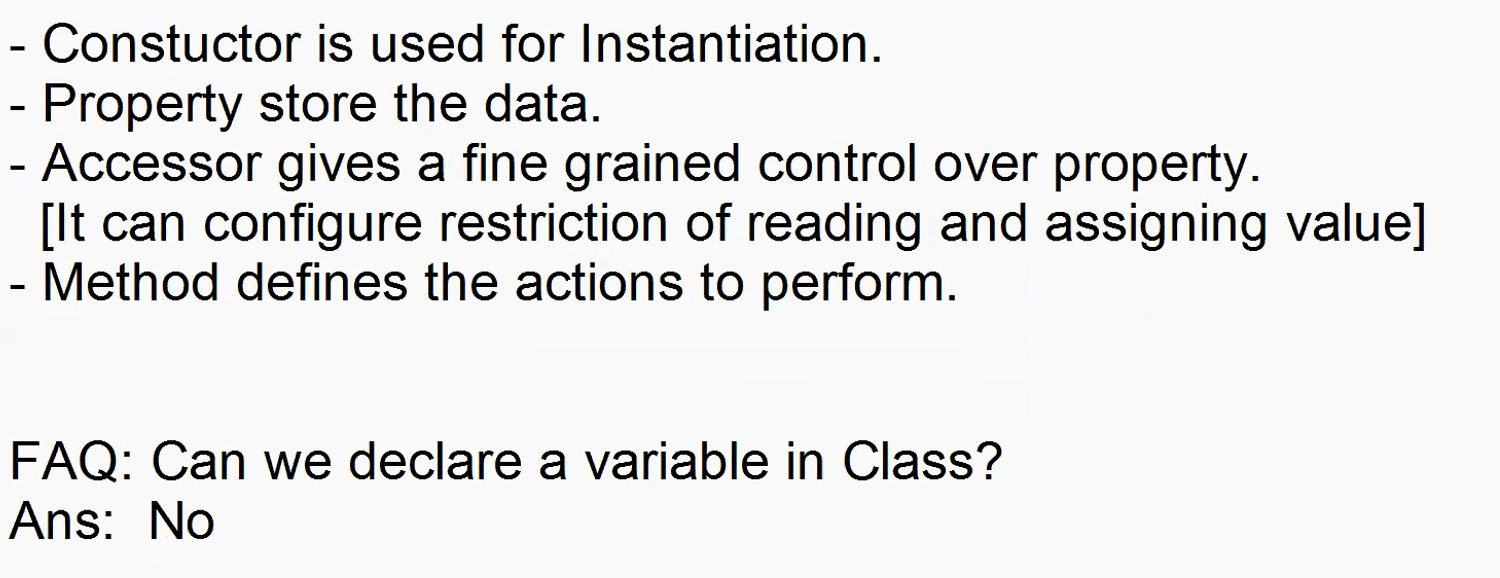 - Constuctor is used for Instantiation.
- Property store the data.
- Accessor gives a fine grained control over property.
[It can configure restriction of reading and assigning value]
- Method defines the actions to perform.
FAQ: Can we declare a variable in Class?
Ans: No